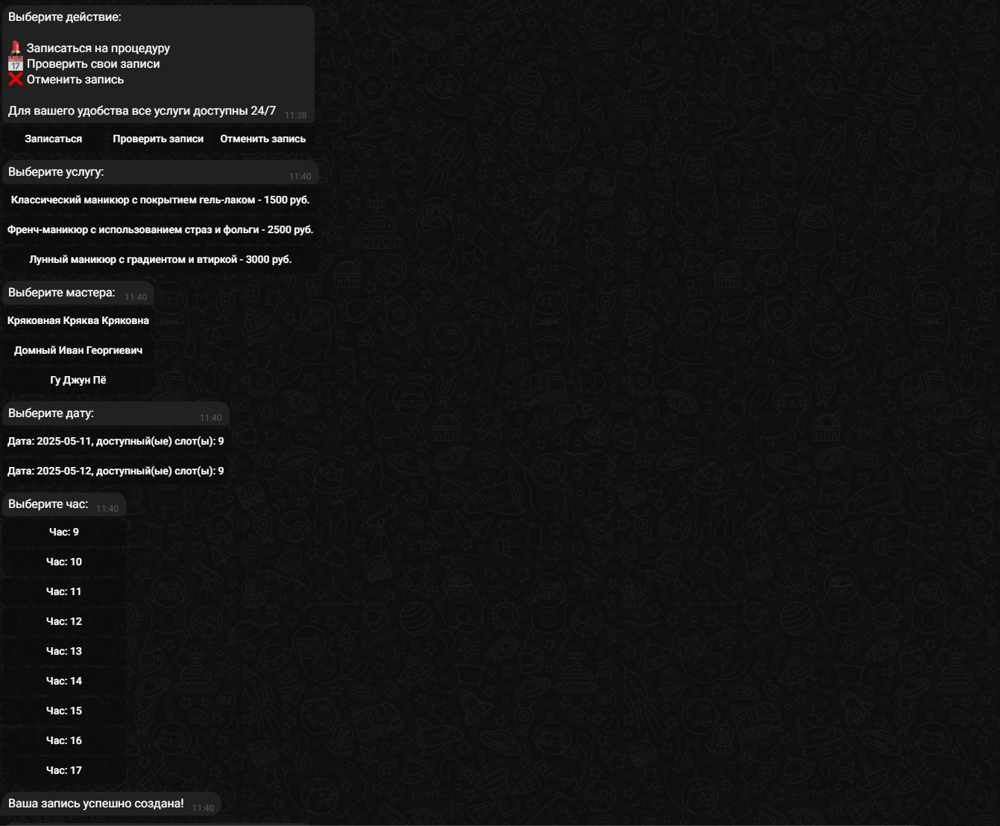 Выберите действие:
💄 Записаться на процедуру
📅 Проверить свои записи
❌ Отменить запись
Для вашего удобства все услуги доступны 24/7 11:38
Записаться Проверить записи Отменить запись
Выберите услугу: 11:40
Классический маникюр с покрытием гель-лаком - 1500 руб.
Френч-маникюр с использованием страз и фольги - 2500 руб.
Лунный маникюр с градиентом и втиркой - 3000 руб.
Выберите мастера: 11:40
Кряковная Кряква Кряковна
Домный Иван Георгиевич
Гу Джун Пё
Выберите дату: 11:40
Дата: 2025-05-11, доступный(ые) слот(ы): 9
Дата: 2025-05-12, доступный(ые) слот(ы): 9
Выберите час: 11:40
Час: 9
Час: 10
Час: 11
Час: 12
Час: 13
Час: 14
Час: 15
Час: 16
Час: 17
Ваша запись успешно создана! 11:40